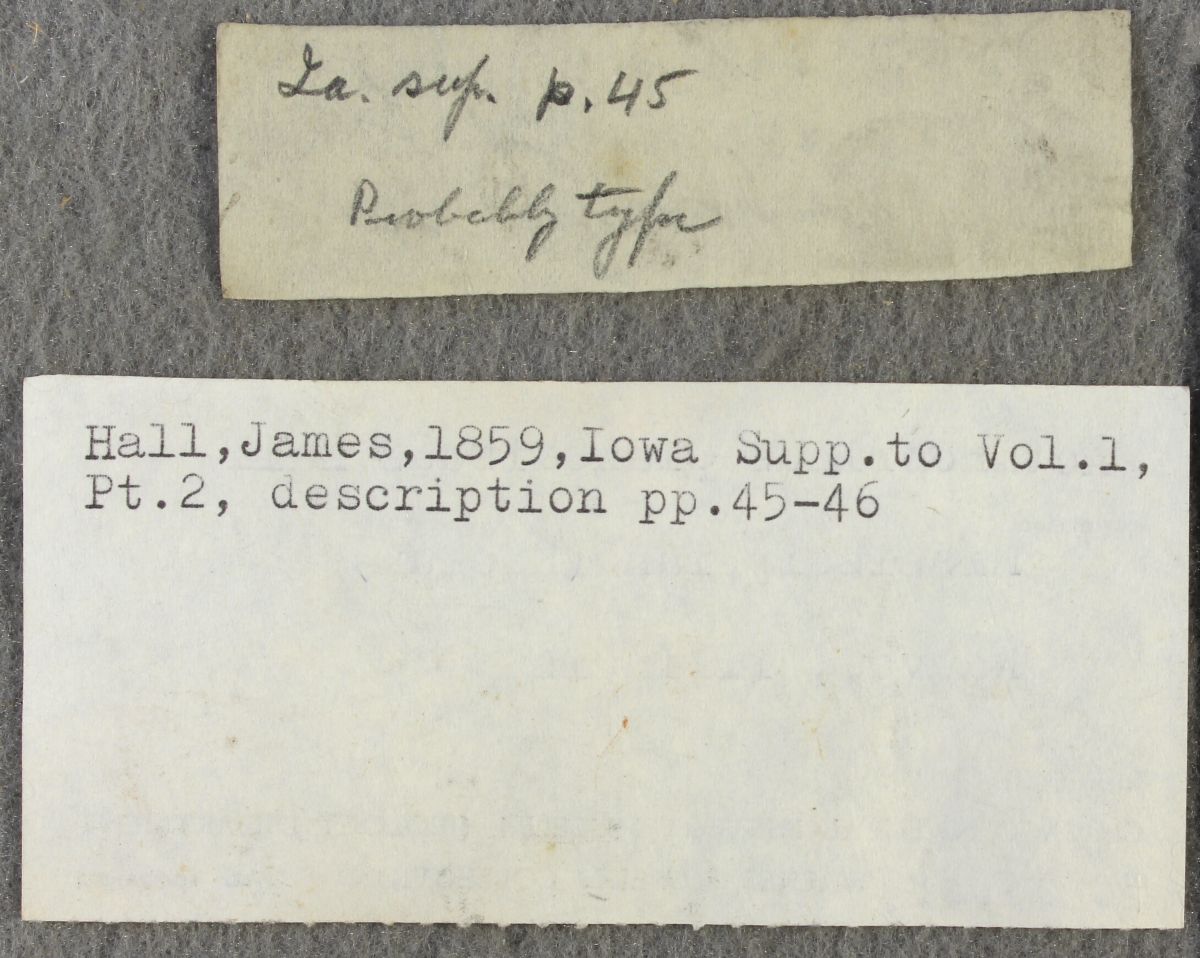 Ia. sup. p. 45
Probably type
Hall,James,1859,Iowa Supp.to Vol.1,
Pt.2, description pp.45-46